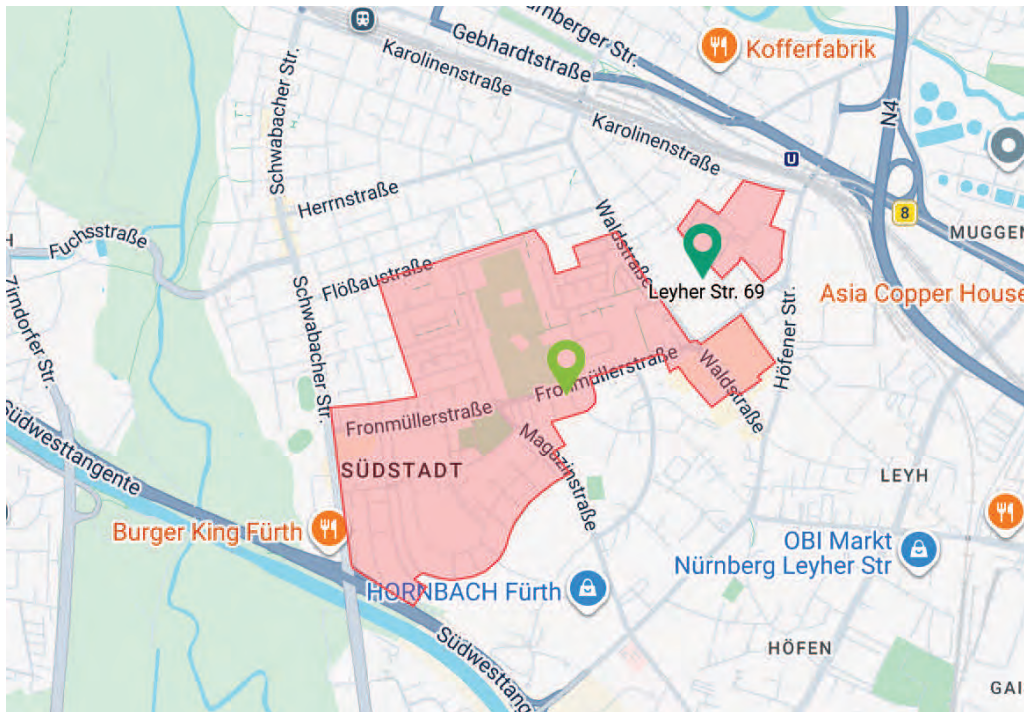 rnberger Str.
Gebhardtstraße
Kofferfabrik
Karolinenstraße
N4
Karolinenstraße
U
Schwabacher Str.
Herrnstraße
8
Waldstraße
MUGGEN
H
Fuchsstraße
Flößaustraße
Leyher Str. 69
Asia Copper House
Zirndorfer Str.
Schwabacher Str.
Höfener Str.
Fronmüllerstraße
Waldstraße
Fronmüllerstraße
Südwesttangente
SÜDSTADT
Magazinstraße
LEYH
Burger King Fürth
OBI Markt
Nürnberg Leyher Str
HORNBACH Fürth
HÖFEN
Südwesttang
GAI